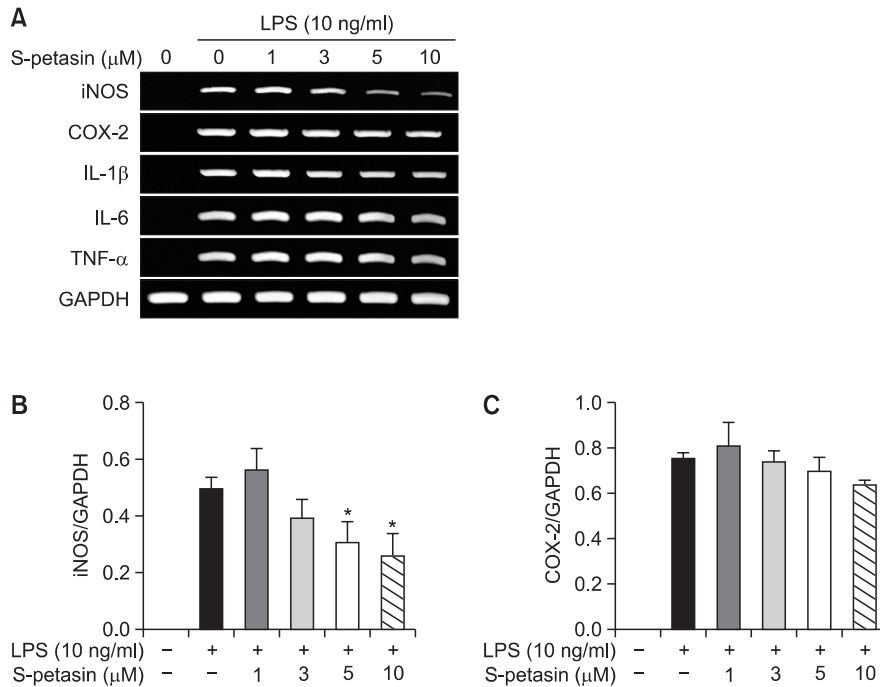 A
LPS (10 ng/ml)
S-petasin (μM) 0 0 1 3 5 10
iNOS
COX-2
IL-1β
IL-6
TNF-α
GAPDH
B
iNOS/GAPDH
0.8
0.6
0.4
0.2
0.0
* *
LPS (10 ng/ml) − + + + + +
S-petasin (μM) − − 1 3 5 10
C
COX-2/GAPDH
1.0
0.8
0.6
0.4
0.2
0.0
LPS (10 ng/ml) − + + + + +
S-petasin (μM) − − 1 3 5 10